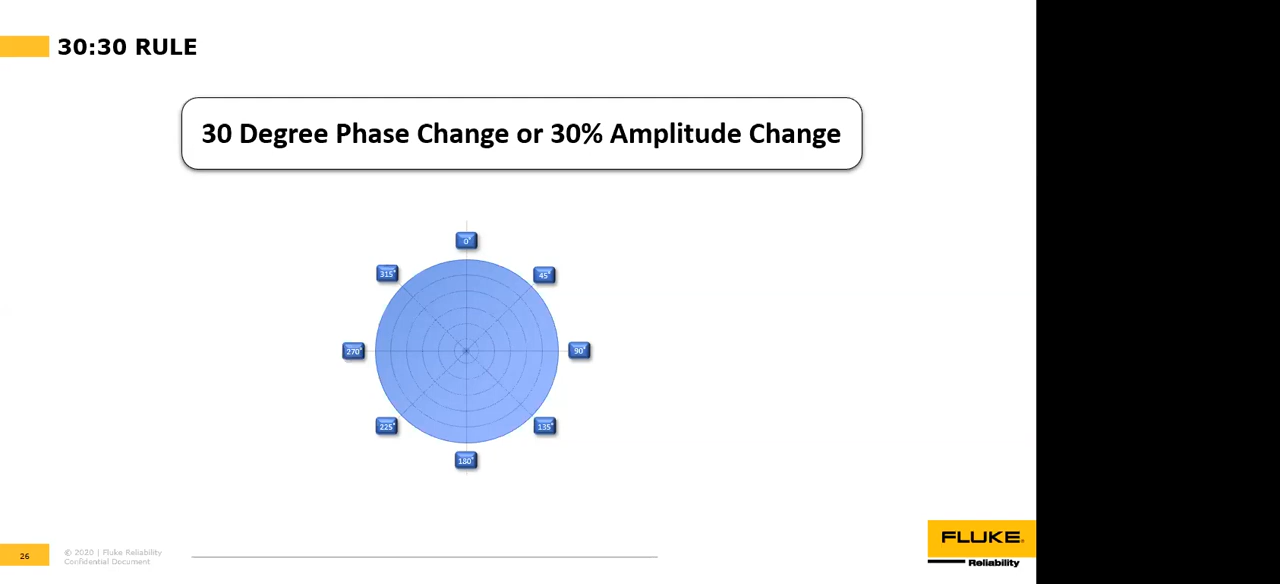 30:30 RULE
30 Degree Phase Change or 30% Amplitude Change
0°
315°
45°
270°
90°
225°
135°
180°
FLUKE®
Reliability
26
© 2020 | Fluke Reliability
Confidential Document